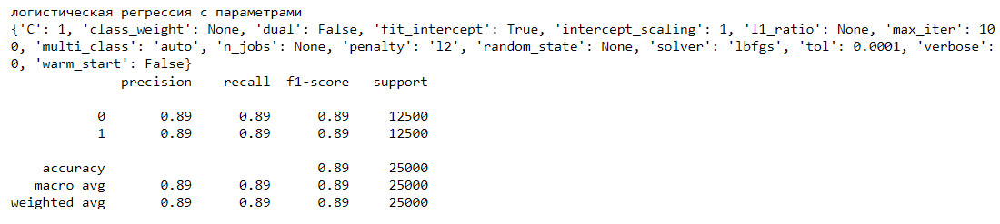 логистическая регрессия с параметрами
{'C': 1, 'class_weight': None, 'dual': False, 'fit_intercept': True, 'intercept_scaling': 1, 'l1_ratio': None, 'max_iter': 10
0, 'multi_class': 'auto', 'n_jobs': None, 'penalty': 'l2', 'random_state': None, 'solver': 'lbfgs', 'tol': 0.0001, 'verbose':
0, 'warm_start': False}
precision recall f1-score support
0 0.89 0.89 0.89 12500
1 0.89 0.89 0.89 12500
accuracy 0.89 25000
macro avg 0.89 0.89 0.89 25000
weighted avg 0.89 0.89 0.89 25000